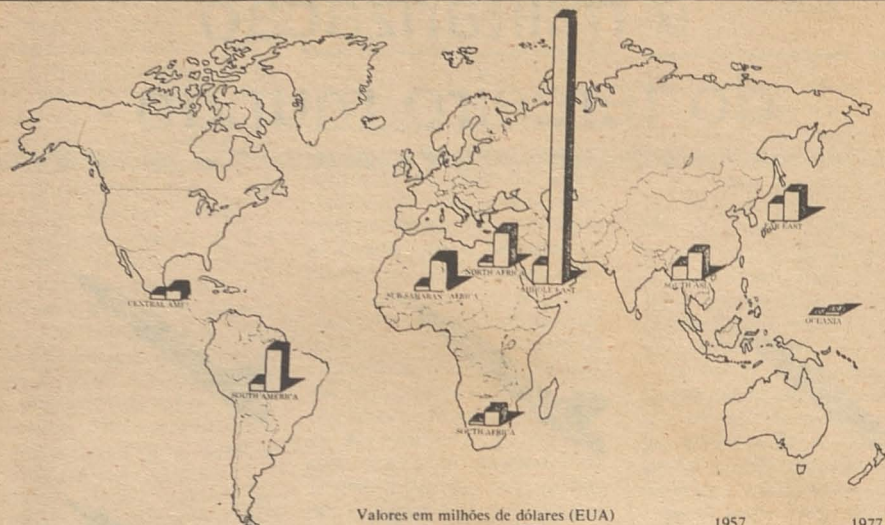 FAR EAST
NORTH AFRICA
SOUTH ASIA
MIDDLE EAST
SUB-SAHARAN AFRICA
CENTRAL AME
OCEANIA
SOUTH AMERICA
SOUTH AFRICA
Valores em milhões de dólares (EUA)
1957
1977